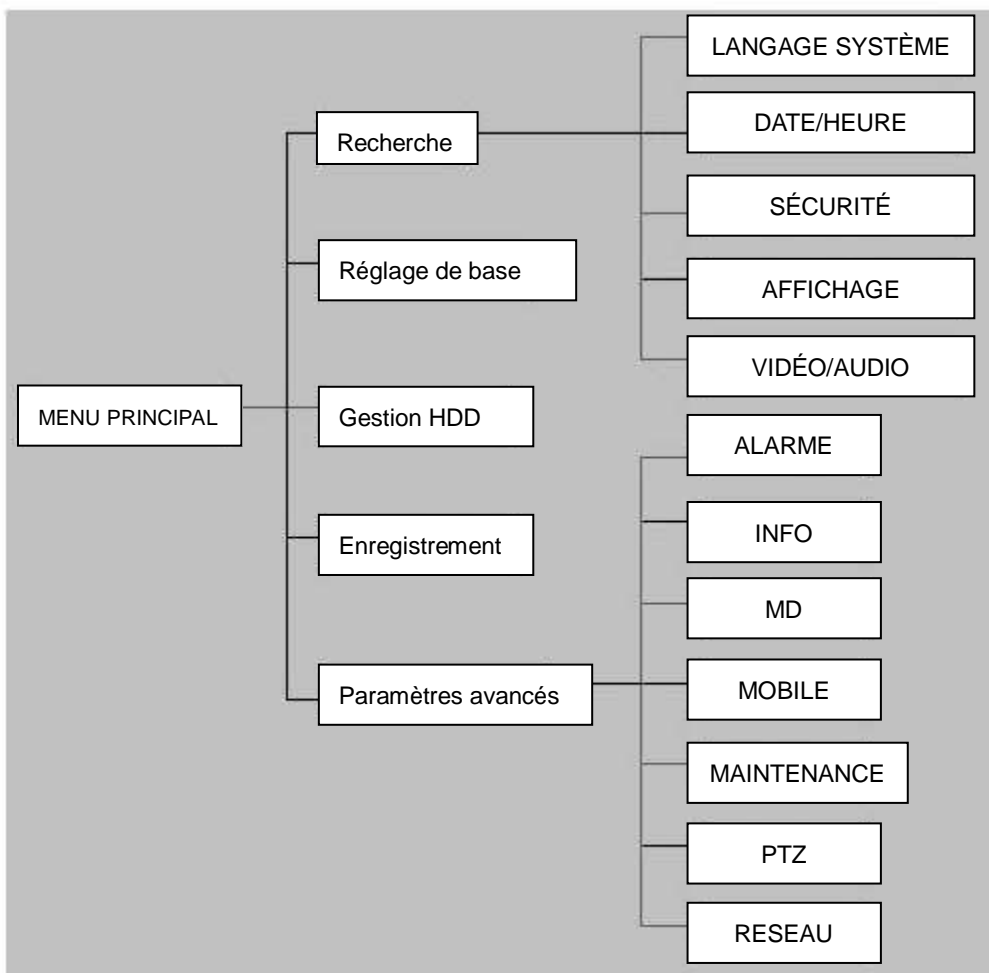 MENU PRINCIPAL
Recherche
Réglage de base
Gestion HDD
Enregistrement
Paramètres avancés
LANGAGE SYSTÈME
DATE/HEURE
SÉCURITÉ
AFFICHAGE
VIDÉO/AUDIO
ALARME
INFO
MD
MOBILE
MAINTENANCE
PTZ
RESEAU